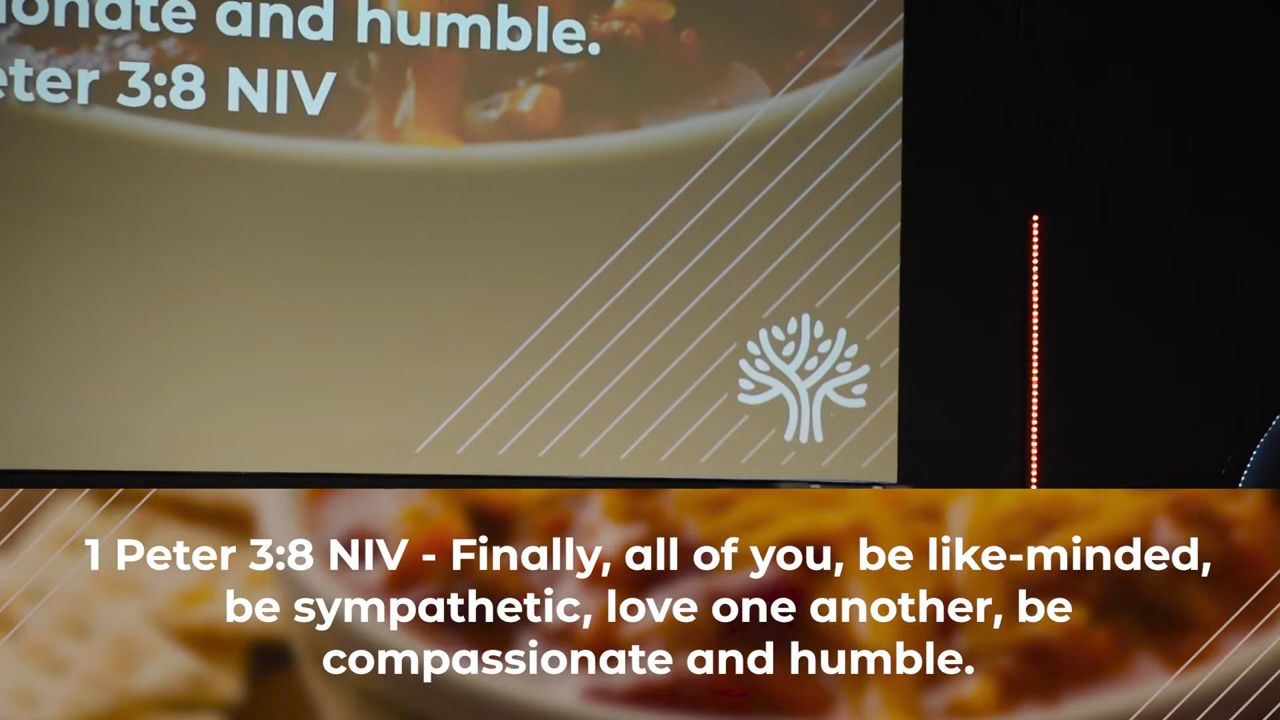 ionate and humble.
eter 3:8 NIV
1 Peter 3:8 NIV - Finally, all of you, be like-minded,
be sympathetic, love one another, be
compassionate and humble.